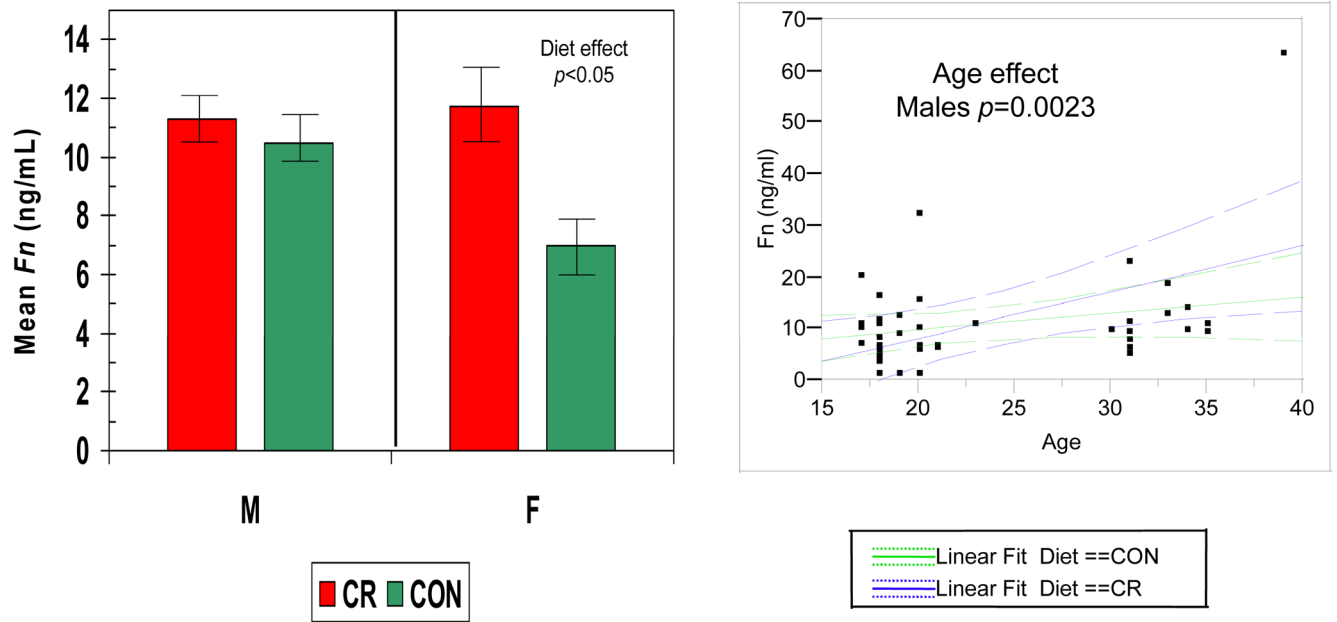 Mean Fn (ng/mL)
14
12
10
8
6
4
2
0
Diet effect
p<0.05
M
F
CR
CON
Fn (ng/ml)
70
60
50
40
30
20
10
0
Age effect
Males p=0.0023
15
20
25
30
35
40
Age
Linear Fit Diet ==CON
Linear Fit Diet ==CR